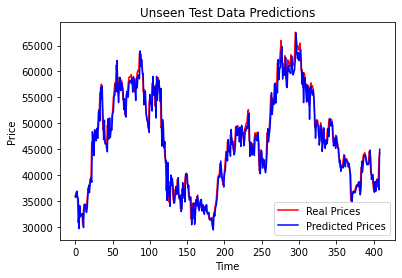 Unseen Test Data Predictions
Price
65000
60000
55000
50000
45000
40000
35000
30000
Real Prices
Predicted Prices
0 50 100 150 200 250 300 350 400
Time